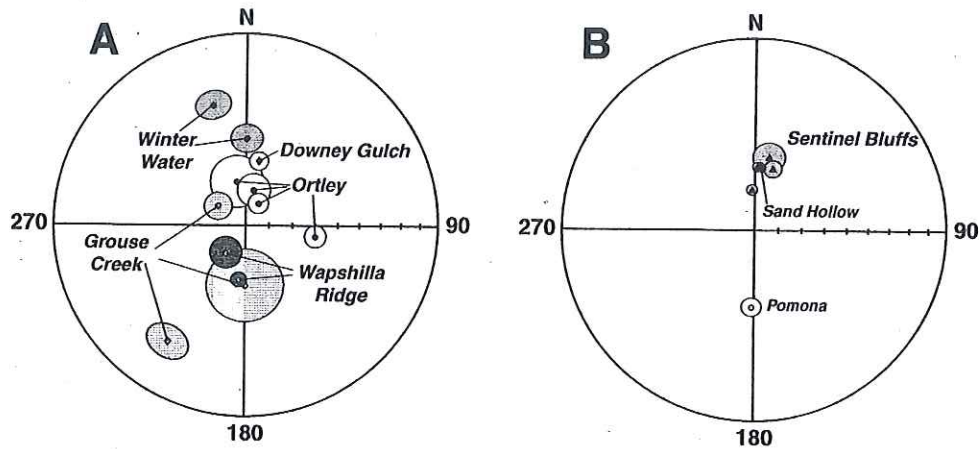 A
N
Winter
Water
Downey Gulch
Ortley
270
90
Grouse
Creek
Wapshilla
Ridge
180
B
N
Sentinel Bluffs
Sand Hollow
270
90
Pomona
180